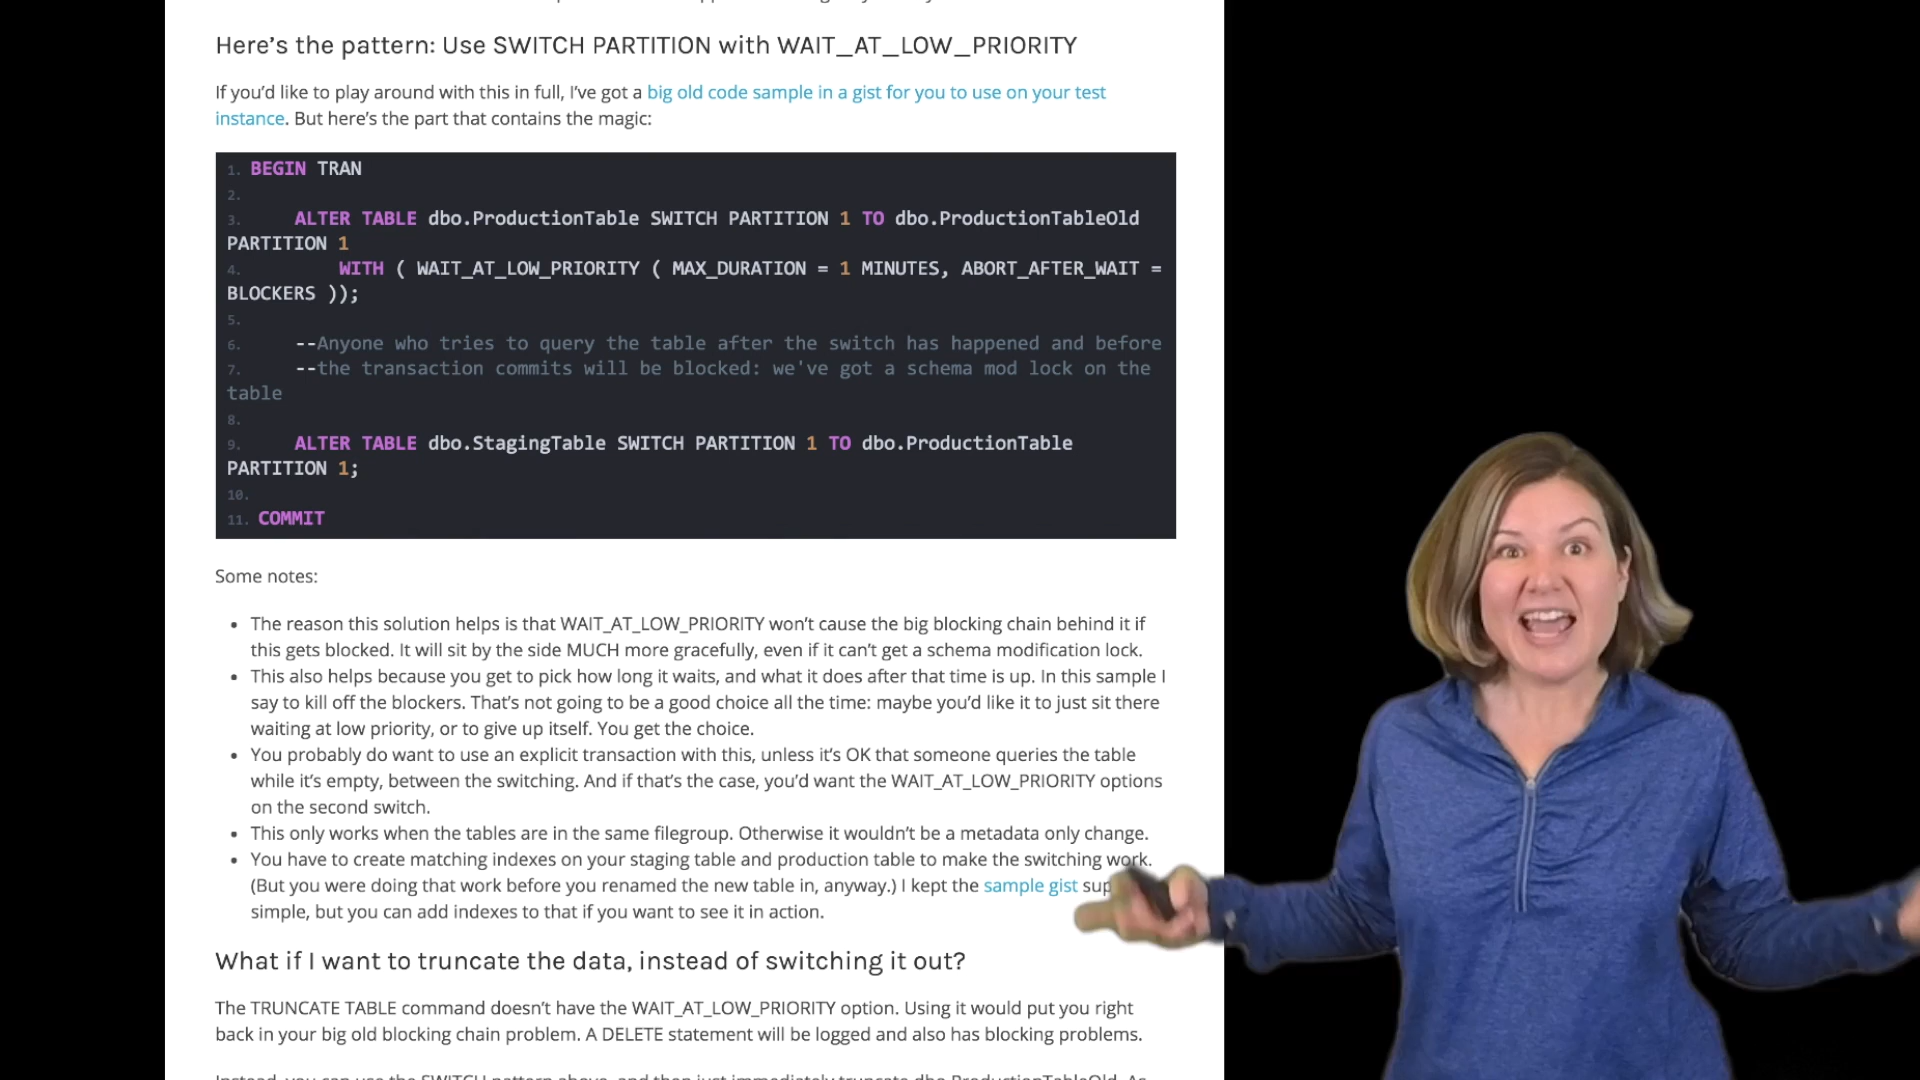 Here's the pattern: Use SWITCH PARTITION with WAIT_AT_LOW_PRIORITY
If you'd like to play around with this in full, I've got a big old code sample in a gist for you to use on your test
instance. But here's the part that contains the magic:
1. BEGIN TRAN
2.
3. ALTER TABLE dbo.ProductionTable SWITCH PARTITION 1 TO dbo.ProductionTableOld
PARTITION 1
4. WITH ( WAIT_AT_LOW_PRIORITY ( MAX_DURATION = 1 MINUTES, ABORT_AFTER_WAIT =
BLOCKERS ));
5.
6. --Anyone who tries to query the table after the switch has happened and before
7. --the transaction commits will be blocked: we've got a schema mod lock on the
table
8.
9. ALTER TABLE dbo.StagingTable SWITCH PARTITION 1 TO dbo.ProductionTable
PARTITION 1;
10.
11. COMMIT
Some notes:
• The reason this solution helps is that WAIT_AT_LOW_PRIORITY won't cause the big blocking chain behind it if
this gets blocked. It will sit by the side MUCH more gracefully, even if it can't get a schema modification lock.
• This also helps because you get to pick how long it waits, and what it does after that time is up. In this sample I
say to kill off the blockers. That's not going to be a good choice all the time: maybe you'd like it to just sit there
waiting at low priority, or to give up itself. You get the choice.
• You probably do want to use an explicit transaction with this, unless it's OK that someone queries the table
while it's empty, between the switching. And if that's the case, you'd want the WAIT_AT_LOW_PRIORITY options
on the second switch.
• This only works when the tables are in the same filegroup. Otherwise it wouldn't be a metadata only change.
• You have to create matching indexes on your staging table and production table to make the switching work.
(But you were doing that work before you renamed the new table in, anyway.) I kept the sample gist sup
simple, but you can add indexes to that if you want to see it in action.
What if I want to truncate the data, instead of switching it out?
The TRUNCATE TABLE command doesn't have the WAIT_AT_LOW_PRIORITY option. Using it would put you right
back in your big old blocking chain problem. A DELETE statement will be logged and also has blocking problems.
Instead, you can use the SWITCH pattern above, and then just immediately truncate dbo.ProductionTableOld. As